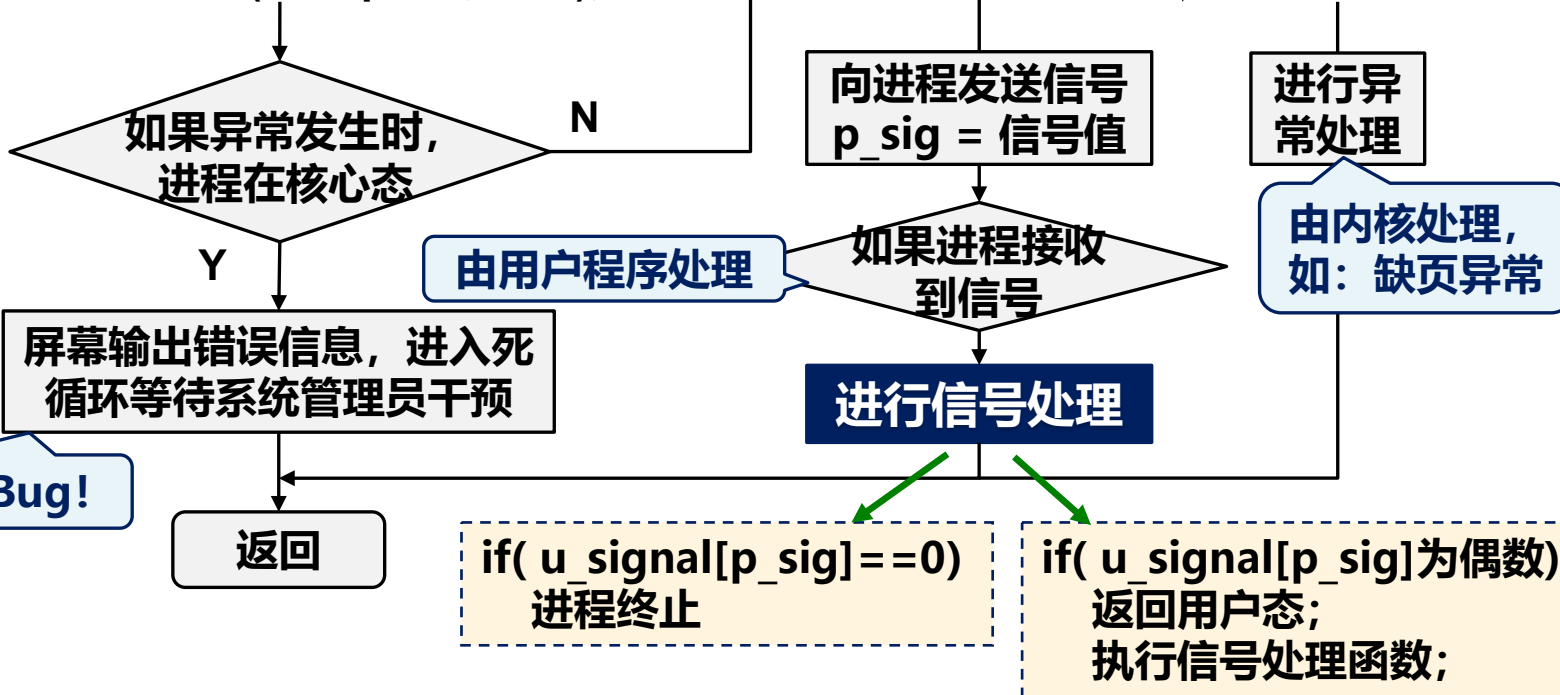 如果异常发生时,
进程在核心态
N
Y
屏幕输出错误信息，进入死
循环等待系统管理员干预
Bug!
返回
向进程发送信号
p_sig = 信号值
由用户程序处理
如果进程接收
到信号
进行信号处理
进行异
常处理
由内核处理，
如：缺页异常
if( u_signal[p_sig]==0)
进程终止
if( u_signal[p_sig]为偶数)
返回用户态；
执行信号处理函数；